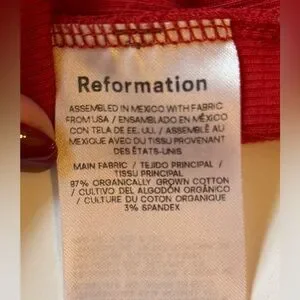 Reformation
ASSEMBLED IN MEXICO WITH FABRIC
FROM USA / ENSAMBLADO EN MÉXICO
CON TELA DE EE. UU. / ASSEMBLÉ AU
MEXIQUE AVEC DU TISSU PROVENANT
DES ÉTATS-UNIS
MAIN FABRIC / TEJIDO PRINCIPAL /
TISSU PRINCIPAL
97% ORGANICALLY GROWN COTTON
/ CULTIVO DEL ALGODÓN ORGÁNICO
/ CULTURE DU COTON ORGANIQUE
3% SPANDEX